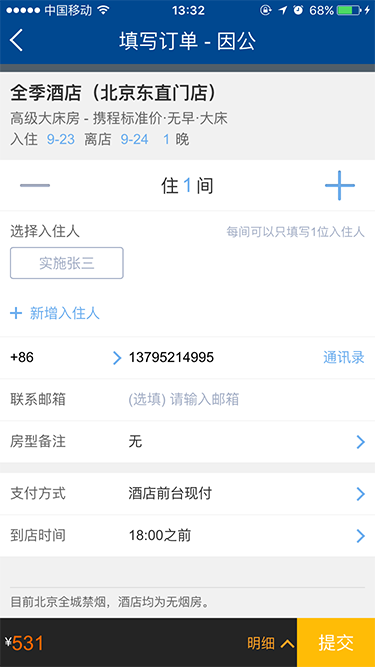 中国移动 13:32 68%
填写订单 - 因公
全季酒店（北京东直门店）
高级大床房 - 携程标准价·无早·大床
入住 9-23 离店 9-24 1 晚
住 1 间
选择入住人 每间可以只填写1位入住人
实施张三
+ 新增入住人
+86 13795214995 通讯录
联系邮箱 (选填) 请输入邮箱
房型备注 无
支付方式 酒店前台现付
到店时间 18:00之前
目前北京全城禁烟，酒店均为无烟房。
¥531 明细 提交